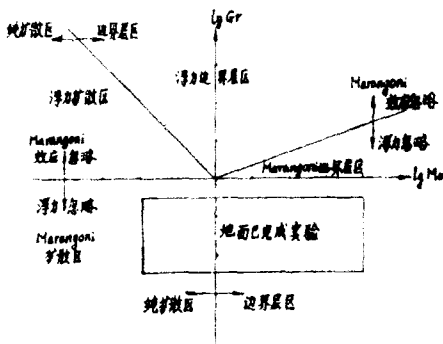 lg Gr
纯扩散区
边界层区
浮力扩散区
浮力边界层区
Marangoni
效应忽略
浮力忽略
Marangoni
效应忽略
Marangoni边界层区
lg Ma
浮力忽略
Marangoni
扩散区
地面已完成实验
纯扩散区
边界层区